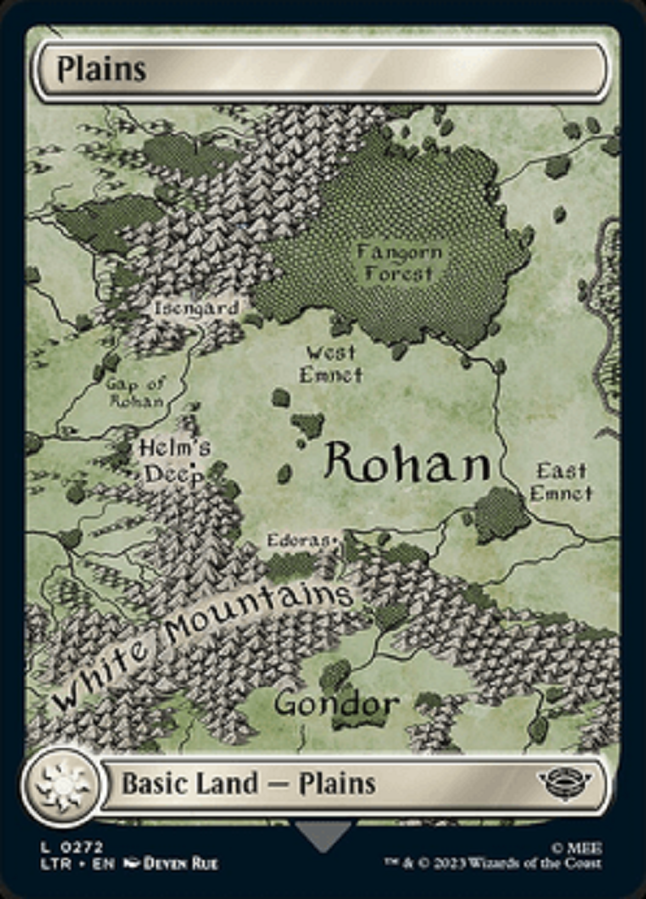 Plains
Fangorn
Forest
Isengard
West
Emnet
Gap of
Rohan
Helm's
Deep
Rohan
East
Emnet
Edoras
White Mountains
Gondor
Basic Land — Plains
L 0272
LTR • EN Deven Rue
© MEE
™ & © 2023 Wizards of the Coast